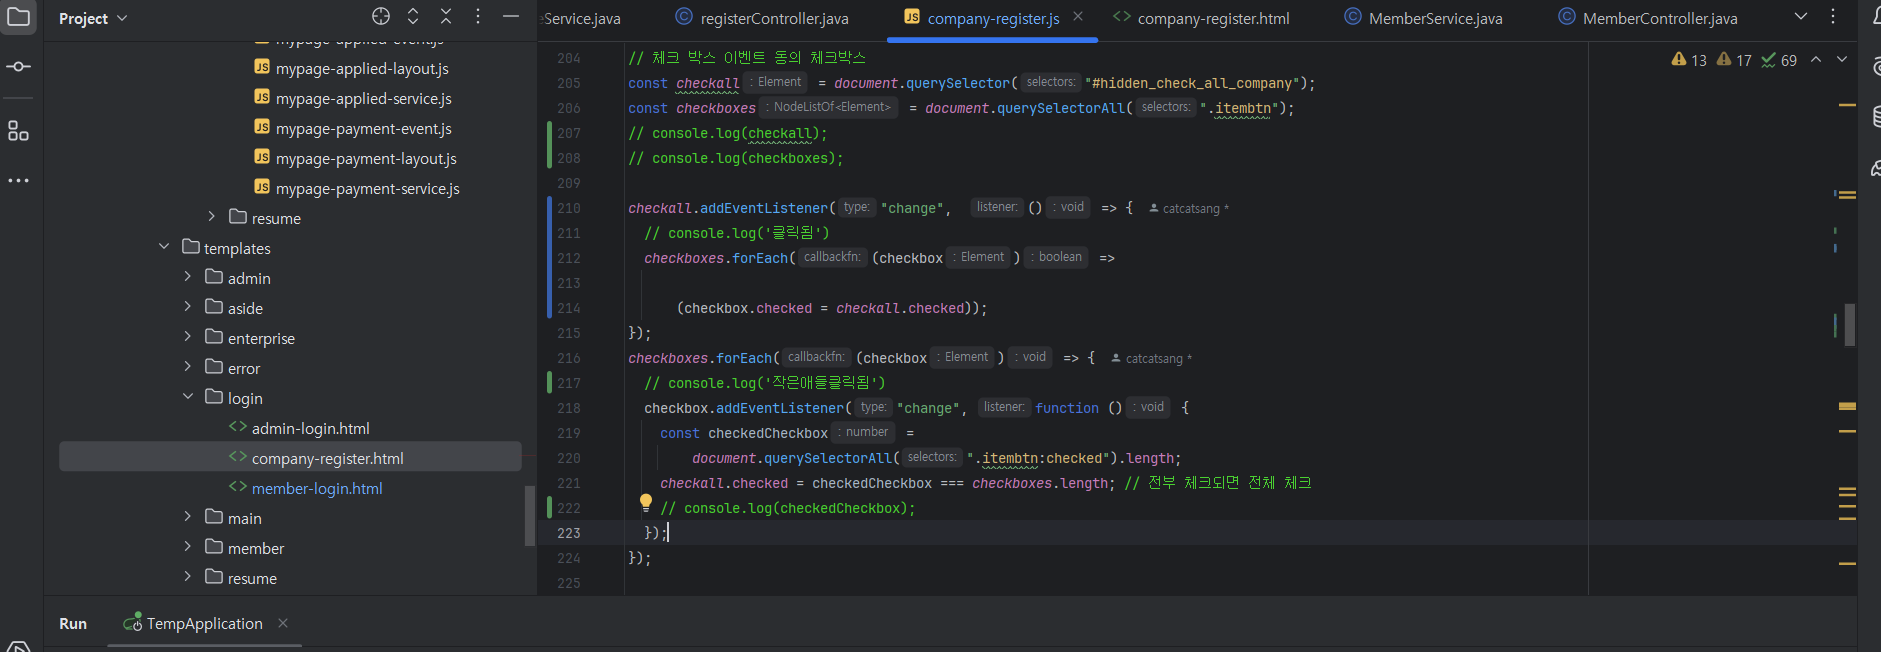 Project
Service.java
registerController.java
company-register.js
company-register.html
MemberService.java
MemberController.java
mypage-applied-event.js
mypage-applied-layout.js
mypage-applied-service.js
mypage-payment-event.js
mypage-payment-layout.js
mypage-payment-service.js
resume
templates
admin
aside
enterprise
error
login
admin-login.html
company-register.html
member-login.html
main
member
resume
13 17 69
204 // 체크 박스 이벤트 동의 체크박스
205 const checkall : Element = document.querySelector( selectors: "#hidden_check_all_company");
206 const checkboxes : NodeListOf<Element> = document.querySelectorAll( selectors: ".itembtn");
207 // console.log(checkall);
208 // console.log(checkboxes);
209
210 checkall.addEventListener( type: "change", listener: () : void => { catcatsang *
211 // console.log('클릭됨')
212 checkboxes.forEach( callbackfn: (checkbox : Element ) : boolean =>
213
214 (checkbox.checked = checkall.checked));
215 });
216 checkboxes.forEach( callbackfn: (checkbox : Element ) : void => { catcatsang *
217 // console.log('작은애들클릭됨')
218 checkbox.addEventListener( type: "change", listener: function () : void {
219 const checkedCheckbox : number =
220 document.querySelectorAll( selectors: ".itembtn:checked").length;
221 checkall.checked = checkedCheckbox === checkboxes.length; // 전부 체크되면 전체 체크
222 // console.log(checkedCheckbox);
223 });
224 });
225
Run
TempApplication